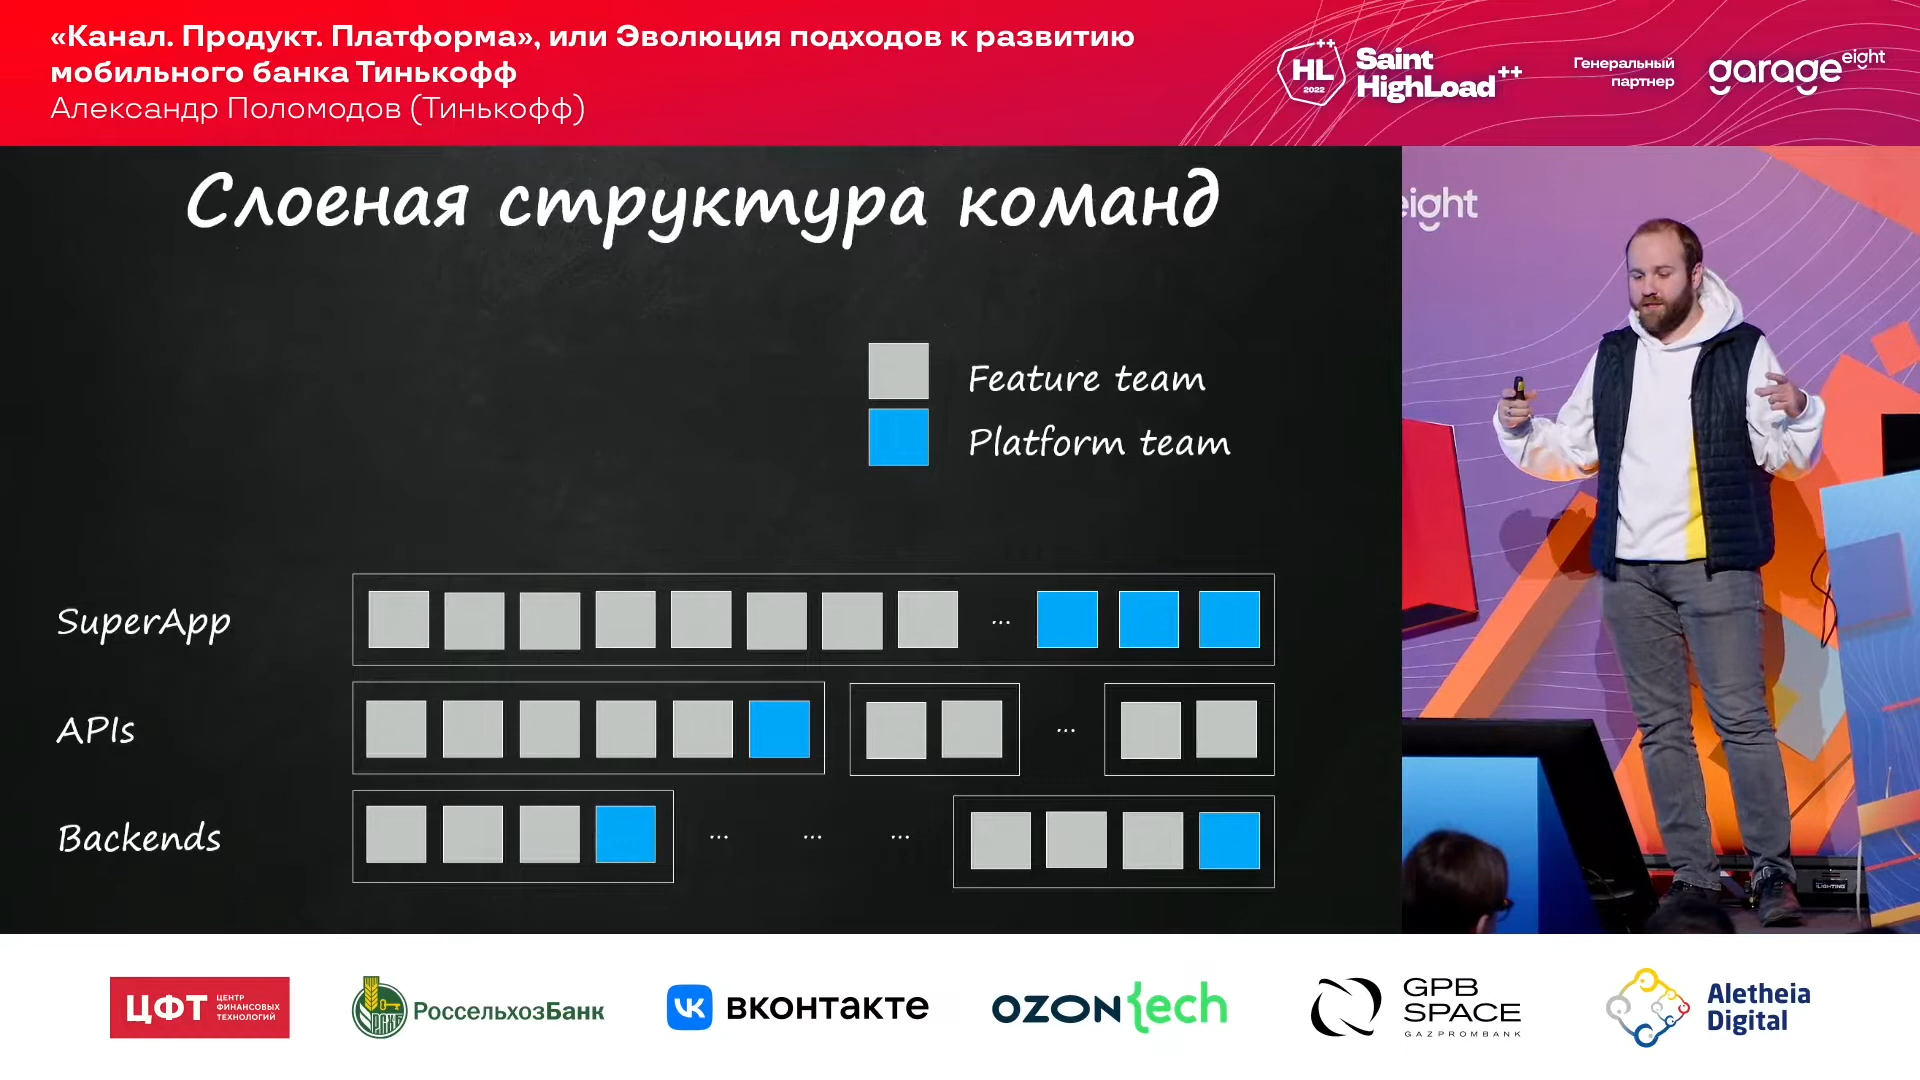 «Канал. Продукт. Платформа», или Эволюция подходов к развитию
мобильного банка Тинькофф
Александр Поломодов (Тинькофф)
HL++
2022
Saint
HighLoad++
Генеральный
партнер
garage eight
eight
Слоеная структура команд
Feature team
Platform team
SuperApp
...
APIs
...
Backends
... ... ...
ЦФТ
ЦЕНТР
ФИНАНСОВЫХ
ТЕХНОЛОГИЙ
РСХБ
РоссельхозБанк
VK
вконтакте
OZON{tech
GPB
SPACE
GAZPROMBANK
Aletheia
Digital